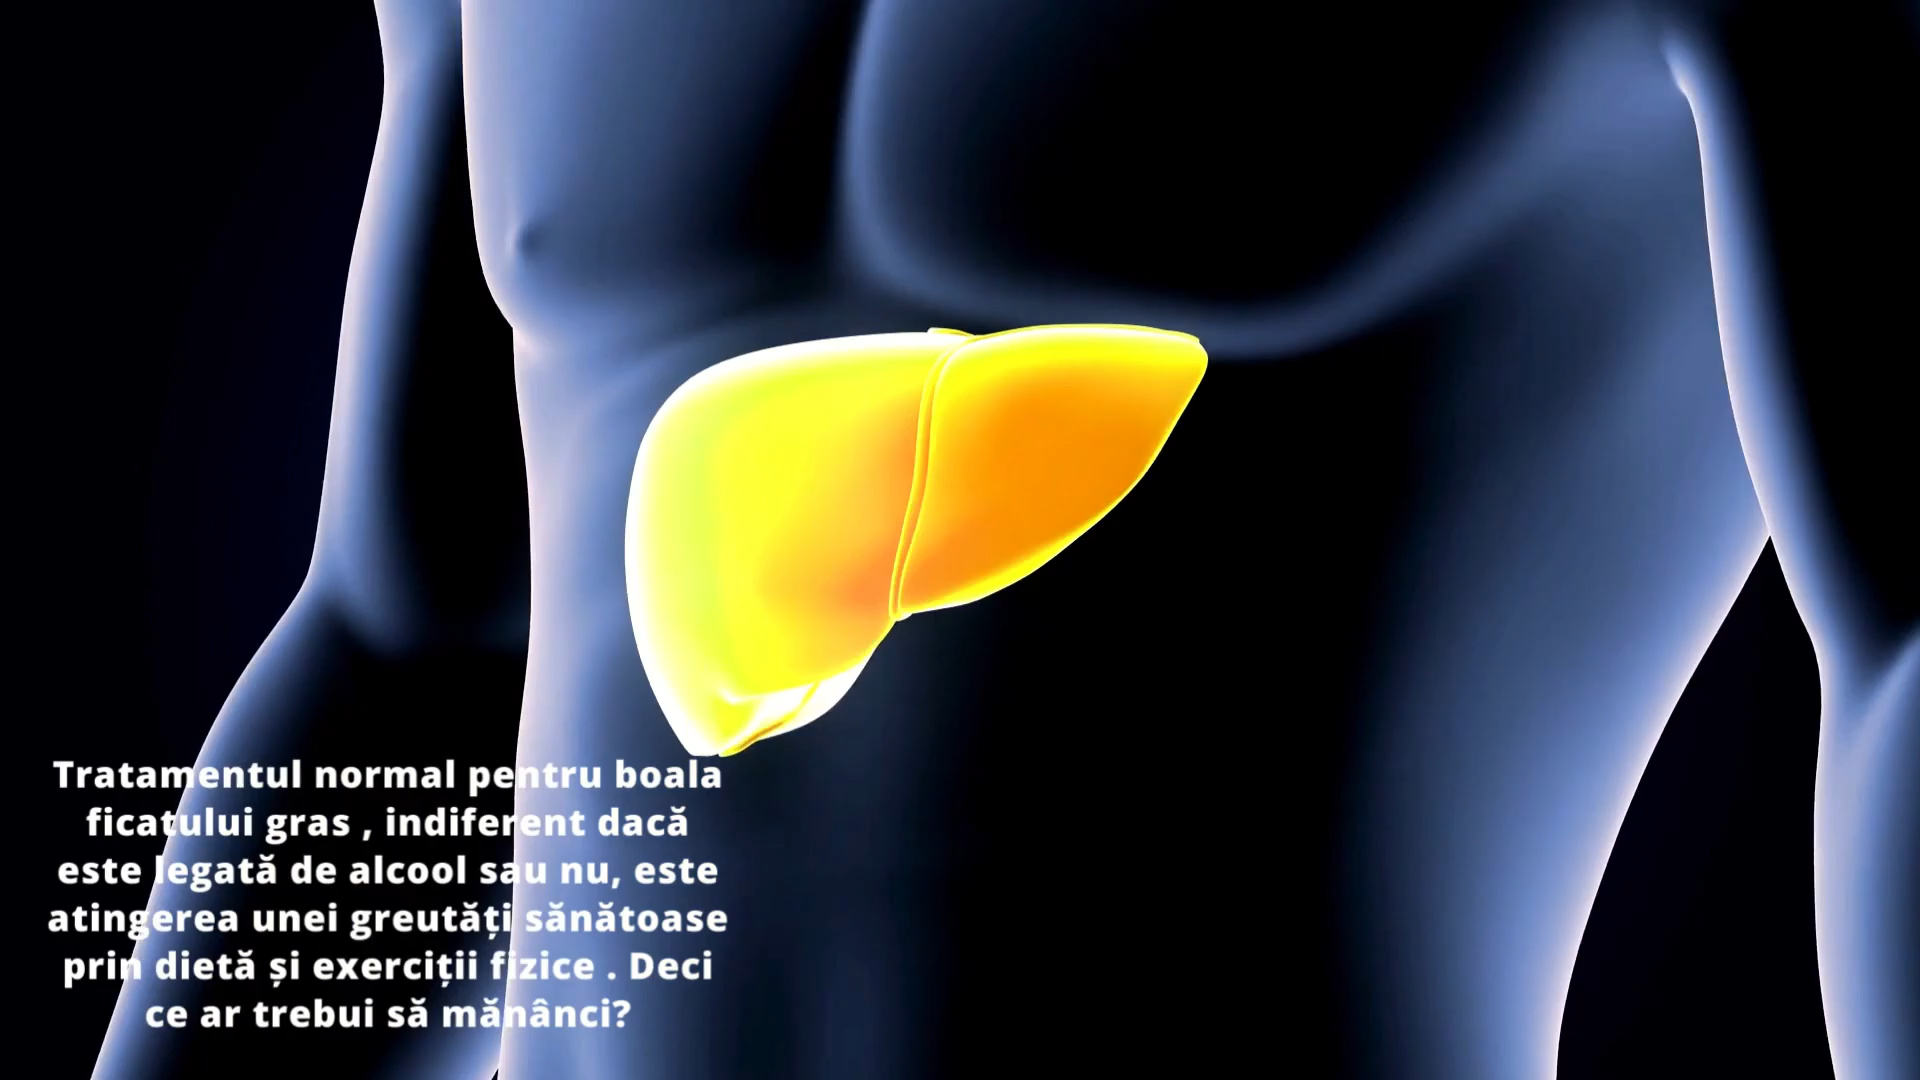 Tratamentul normal pentru boala
ficatului gras , indiferent dacă
este legată de alcool sau nu, este
atingerea unei greutăți sănătoase
prin dietă și exerciții fizice . Deci
ce ar trebui să mănânci?